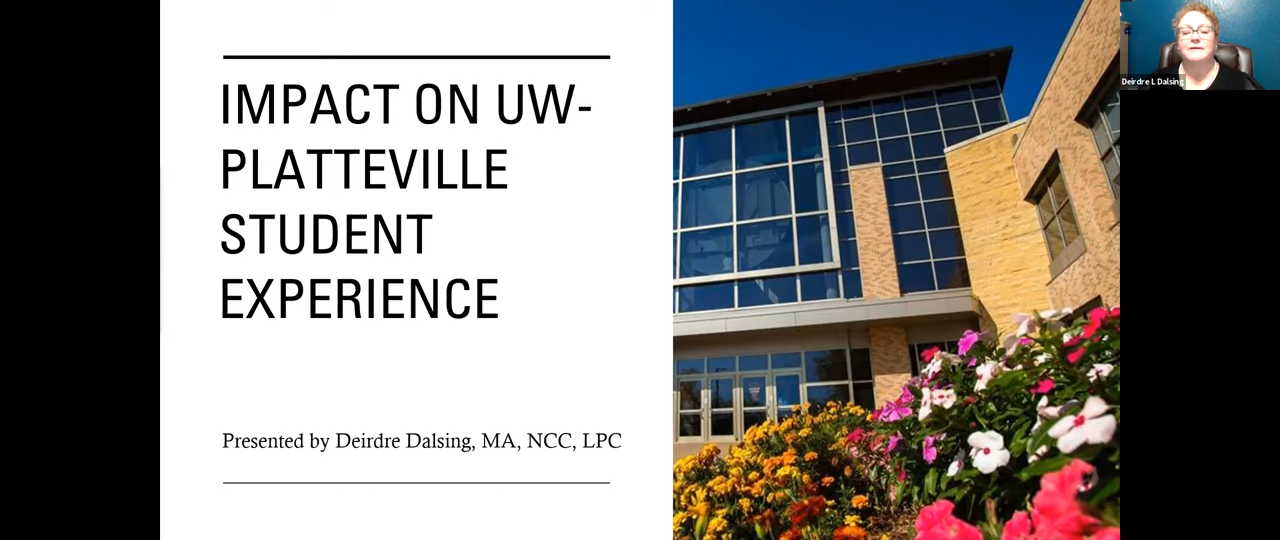 IMPACT ON UW-
PLATTEVILLE
STUDENT
EXPERIENCE
Presented by Deirdre Dalsing, MA, NCC, LPC
Deirdre L Dalsing